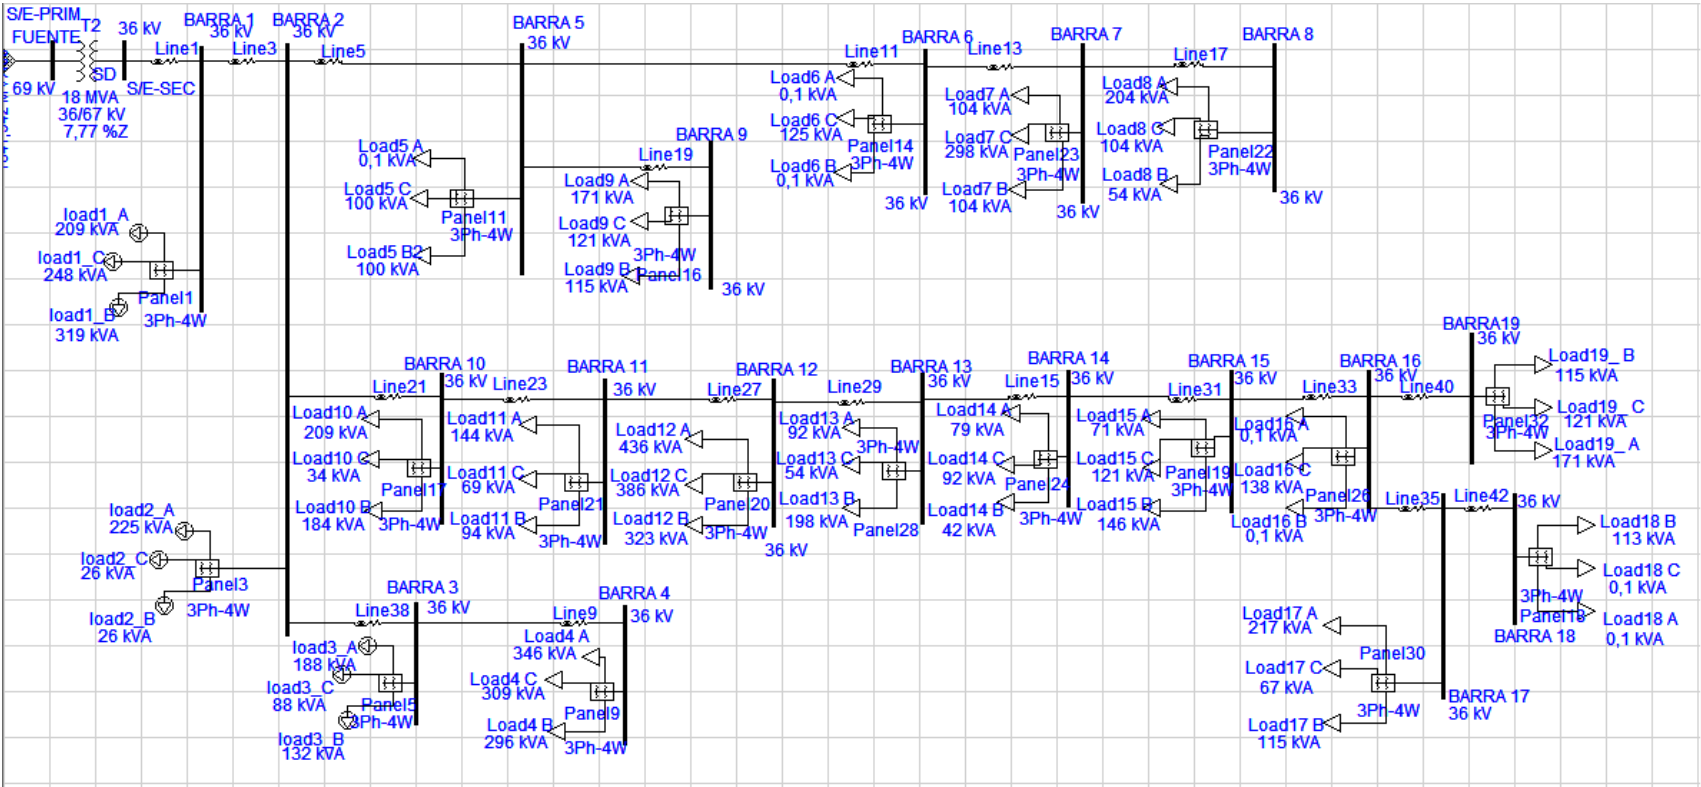 S/E-PRIM
FUENTE
T2
36 kV
69 kV
SD
18 MVA
36/67 kV
7,77 %Z
S/E-SEC
Line1
BARRA 1
36 kV
Line3
BARRA 2
36 kV
Line5
load1_A
209 kVA
load1_C
248 kVA
load1_B
319 kVA
Panel1
3Ph-4W
BARRA 5
36 kV
Load5 A
0,1 kVA
Load5 C
100 kVA
Load5 B2
100 kVA
Panel11
3Ph-4W
BARRA 9
Line19
Load9 A
171 kVA
Load9 C
121 kVA
Load9 B
115 kVA
3Ph-4W
Panel16
36 kV
Line11
BARRA 6
Load6 A
0,1 kVA
Load6 C
125 kVA
Load6 B
0,1 kVA
Panel14
3Ph-4W
36 kV
Line13
BARRA 7
Load7 A
104 kVA
Load7 C
298 kVA
Load7 B
104 kVA
Panel23
3Ph-4W
36 kV
Line17
BARRA 8
Load8 A
204 kVA
Load8 C
104 kVA
Load8 B
54 kVA
Panel22
3Ph-4W
36 kV
BARRA 10
36 kV
Line21
Load10 A
209 kVA
Load10 C
34 kVA
Load10 B
184 kVA
Panel17
3Ph-4W
Line23
BARRA 11
36 kV
Load11 A
144 kVA
Load11 C
69 kVA
Load11 B
94 kVA
Panel21
3Ph-4W
BARRA 12
Line27
Load12 A
436 kVA
Load12 C
386 kVA
Load12 B
323 kVA
Panel20
3Ph-4W
36 kV
Line29
BARRA 13
36 kV
Load13 A
92 kVA
3Ph-4W
Load13 C
54 kVA
Load13 B
198 kVA
Panel28
Line15
BARRA 14
36 kV
Load14 A
79 kVA
Load14 C
92 kVA
Load14 B
42 kVA
Panel24
3Ph-4W
BARRA 15
36 kV
Line31
Load15 A
71 kVA
Load15 C
121 kVA
Load15 B
146 kVA
Panel19
3Ph-4W
Line33
BARRA 16
36 kV
Load16 A
0,1 kVA
Load16 C
138 kVA
Load16 B
0,1 kVA
Panel26
3Ph-4W
Line40
BARRA19
36 kV
Load19_ B
115 kVA
Load19_ C
121 kVA
Load19_ A
171 kVA
Panel32
3Ph-4W
Line35
Line42
36 kV
Load18 B
113 kVA
Load18 C
0,1 kVA
Load18 A
0,1 kVA
3Ph-4W
Panel18
BARRA 18
Load17 A
217 kVA
Load17 C
67 kVA
Load17 B
115 kVA
Panel30
3Ph-4W
BARRA 17
36 kV
load2_A
225 kVA
load2_C
26 kVA
load2_B
26 kVA
Panel3
3Ph-4W
Line38
BARRA 3
36 kV
load3_A
188 kVA
load3_C
88 kVA
load3_B
132 kVA
Panel5
3Ph-4W
Line9
BARRA 4
36 kV
Load4 A
346 kVA
Load4 C
309 kVA
Load4 B
296 kVA
Panel9
3Ph-4W